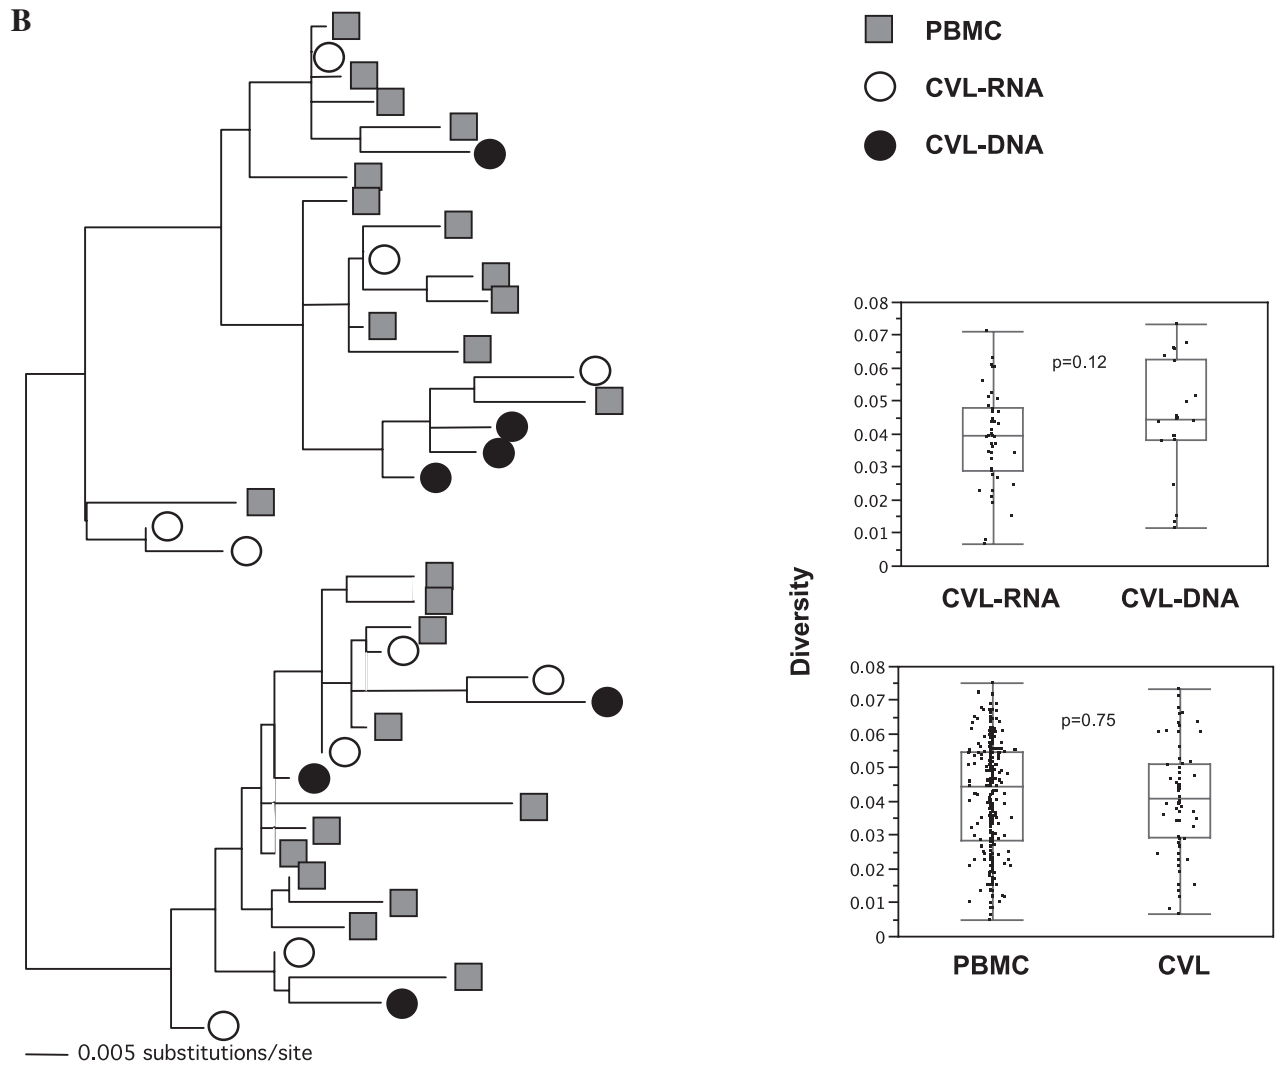 B
PBMC
CVL-RNA
CVL-DNA
0.08
0.07
0.06
0.05
0.04
0.03
0.02
0.01
0
p=0.12
CVL-RNA CVL-DNA
Diversity
0.08
0.07
0.06
0.05
0.04
0.03
0.02
0.01
0
p=0.75
PBMC CVL
0.005 substitutions/site